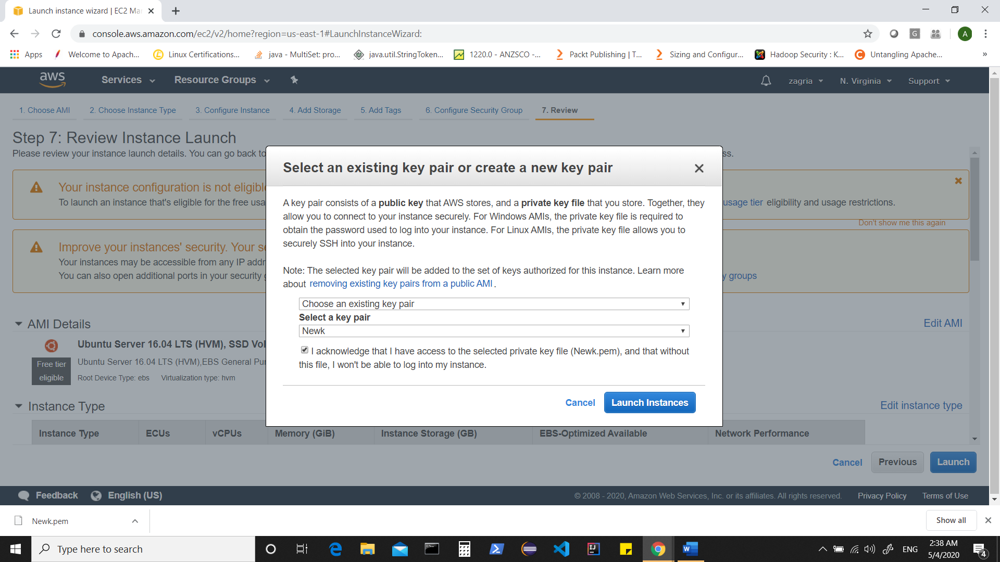 Launch instance wizard | EC2 Mar
console.aws.amazon.com/ec2/v2/home?region=us-east-1#LaunchInstanceWizard:
G
A
Apps
Welcome to Apach...
Linux Certifications...
java - MultiSet: pro...
java.util.StringToken...
1220.0 - ANZSCO -...
Packt Publishing | T...
Sizing and Configur...
Hadoop Security : K...
Untangling Apache...
»
aws
Services
Resource Groups
zagria
N. Virginia
Support
1. Choose AMI
2. Choose Instance Type
3. Configure Instance
4. Add Storage
5. Add Tags
6. Configure Security Group
7. Review
Step 7: Review Instance Launch
Please review your instance launch details. You can go back to
ss.
Your instance configuration is not eligibl
To launch an instance that's eligible for the free usa
usage tier eligibility and usage restrictions.
Don't show me this again
Improve your instances' security. Your se
Your instances may be accessible from any IP addr
You can also open additional ports in your security g
y groups
Select an existing key pair or create a new key pair
A key pair consists of a public key that AWS stores, and a private key file that you store. Together, they
allow you to connect to your instance securely. For Windows AMIs, the private key file is required to
obtain the password used to log into your instance. For Linux AMIs, the private key file allows you to
securely SSH into your instance.
Note: The selected key pair will be added to the set of keys authorized for this instance. Learn more
about removing existing key pairs from a public AMI .
Choose an existing key pair
Select a key pair
Newk
I acknowledge that I have access to the selected private key file (Newk.pem), and that without
this file, I won't be able to log into my instance.
Cancel
Launch Instances
AMI Details
Edit AMI
Ubuntu Server 16.04 LTS (HVM), SSD Vol
Free tier
eligible
Ubuntu Server 16.04 LTS (HVM),EBS General Pur
Root Device Type: ebs
Virtualization type: hvm
Instance Type
Edit instance type
Instance Type
ECUs
vCPUs
Memory (GiB)
Instance Storage (GB)
EBS-Optimized Available
Network Performance
Cancel
Previous
Launch
Feedback
English (US)
© 2008 - 2020, Amazon Web Services, Inc. or its affiliates. All rights reserved.
Privacy Policy
Terms of Use
Newk.pem
Show all
Type here to search
ENG
2:38 AM
5/4/2020
4